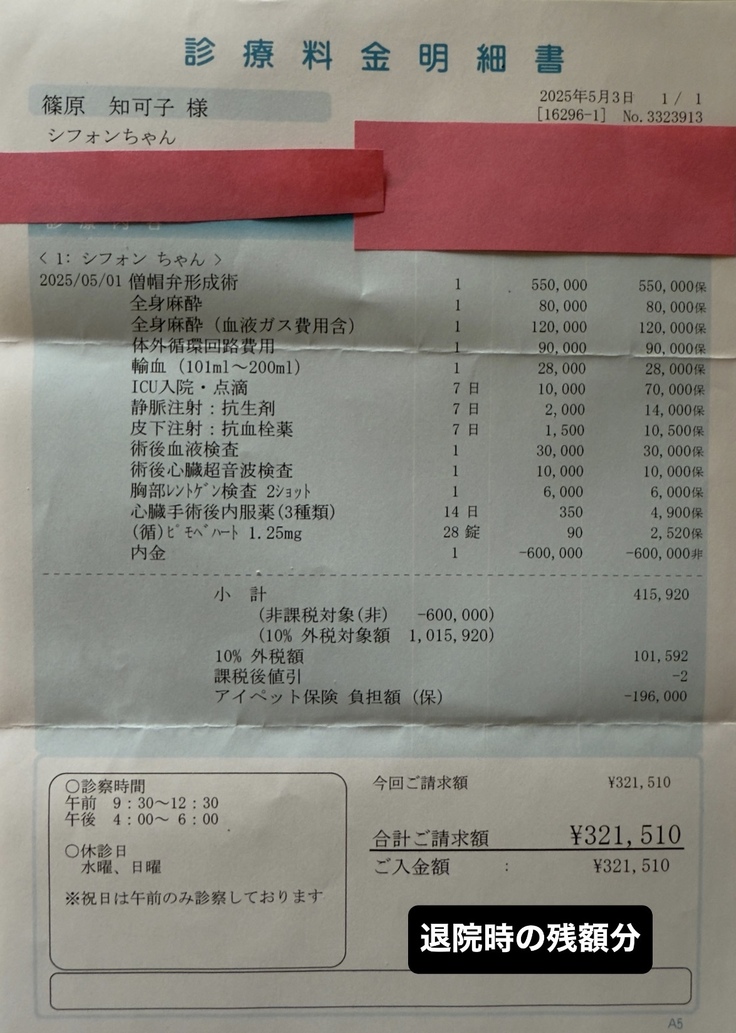 診療料金明細書
篠原 知可子 様
2025年5月3日 1/ 1
シフォンちゃん
[16296-1] No.3323913
< 1: シフォン ちゃん >
2025/05/01 僧帽弁形成術 1 550,000 550,000保
全身麻酔 1 80,000 80,000保
全身麻酔(血液ガス費用含) 1 120,000 120,000保
体外循環回路費用 1 90,000 90,000保
輸血(101ml～200ml) 1 28,000 28,000保
ICU入院・点滴 7 日 10,000 70,000保
静脈注射:抗生剤 7 日 2,000 14,000保
皮下注射:抗血栓薬 7 日 1,500 10,500保
術後血液検査 1 30,000 30,000保
術後心臓超音波検査 1 10,000 10,000保
胸部ﾚﾝﾄｹﾞﾝ検査 2ｼｮｯﾄ 1 6,000 6,000保
心臓手術後内服薬(3種類) 14 日 350 4,900保
(循)ﾋﾟﾓﾍﾞﾊｰﾄ 1.25mg 28 錠 90 2,520保
内金 1 -600,000 -600,000非
小 計 415,920
(非課税対象(非) -600,000)
(10% 外税対象額 1,015,920)
10% 外税額 101,592
課税後値引 -2
アイペット保険 負担額 (保) -196,000
○診察時間
午前 9:30～12:30
午後 4:00～ 6:00
○休診日
水曜、日曜
※祝日は午前のみ診察しております
今回ご請求額 ¥321,510
合計ご請求額 ¥321,510
ご入金額 : ¥321,510
退院時の残額分
A5